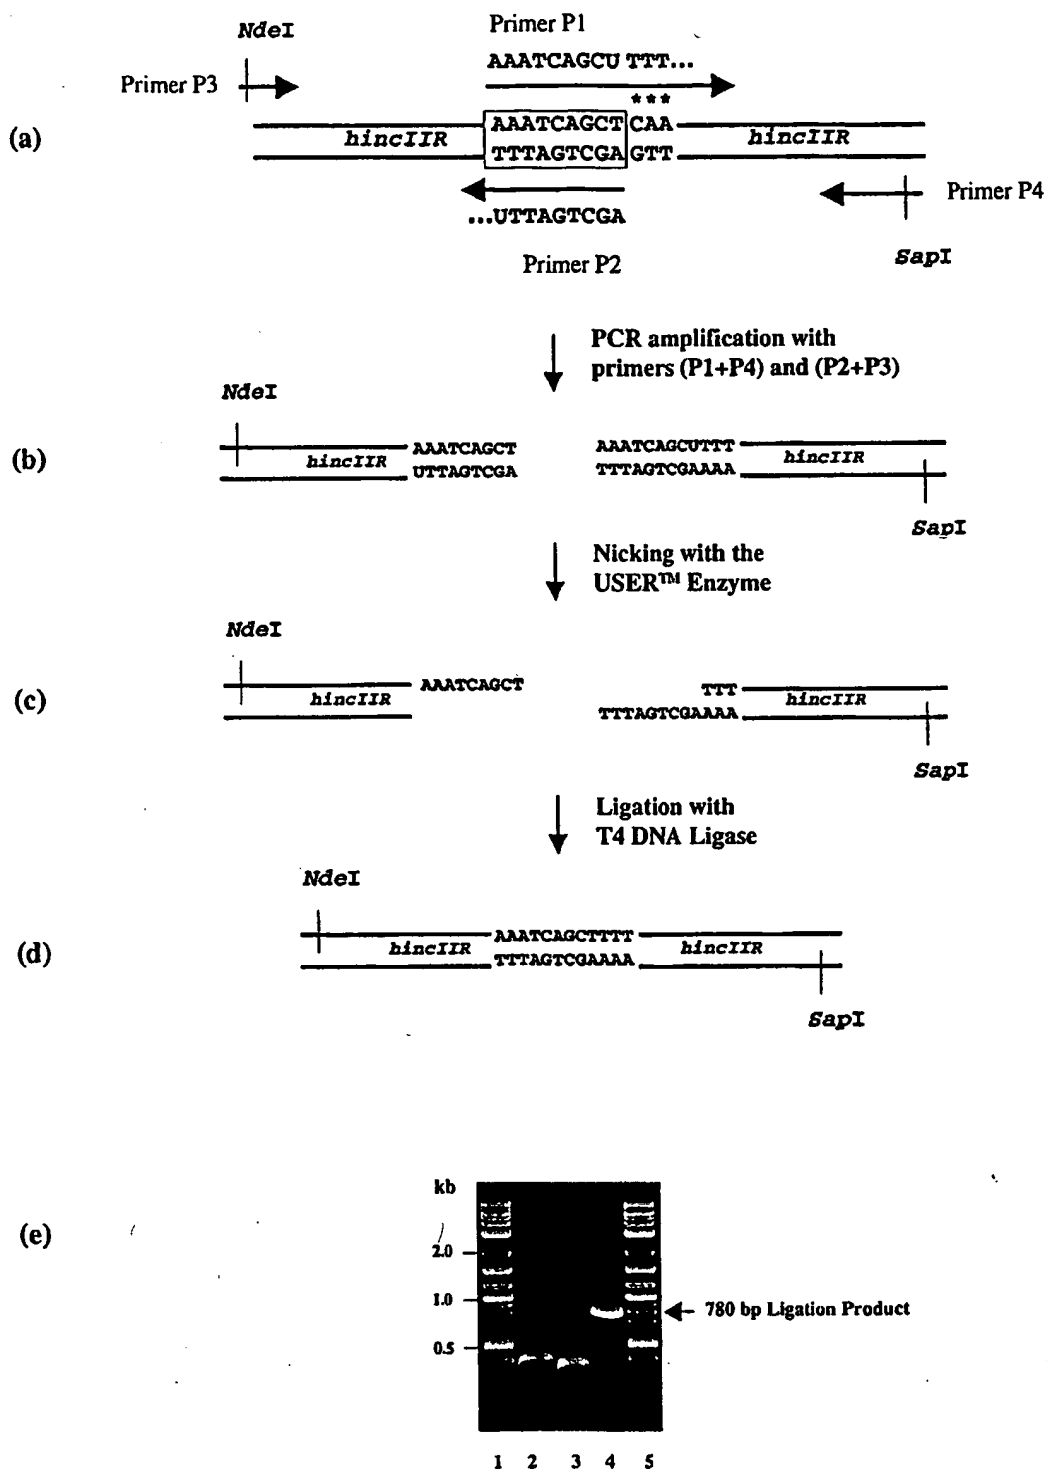 NdeI
Primer P1
AAATCAGCU TTT...
Primer P3
***
(a)
hincIIR
AAATCAGCT CAA
hincIIR
TTTAGTCGA GTT
Primer P4
...UTTAGTCGA
Primer P2
SapI
PCR amplification with
primers (P1+P4) and (P2+P3)
NdeI
(b)
hincIIR
AAATCAGCT
UTTAGTCGA
AAATCAGCUTTT
TTTAGTCGAAAA
hincIIR
SapI
Nicking with the
USER™ Enzyme
NdeI
(c)
hincIIR
AAATCAGCT
TTT
TTTAGTCGAAAA
hincIIR
SapI
Ligation with
T4 DNA Ligase
NdeI
(d)
hincIIR
AAATCAGCTTTT
TTTAGTCGAAAA
hincIIR
SapI
(e)
kb
2.0
1.0
0.5
780 bp Ligation Product
1 2 3 4 5